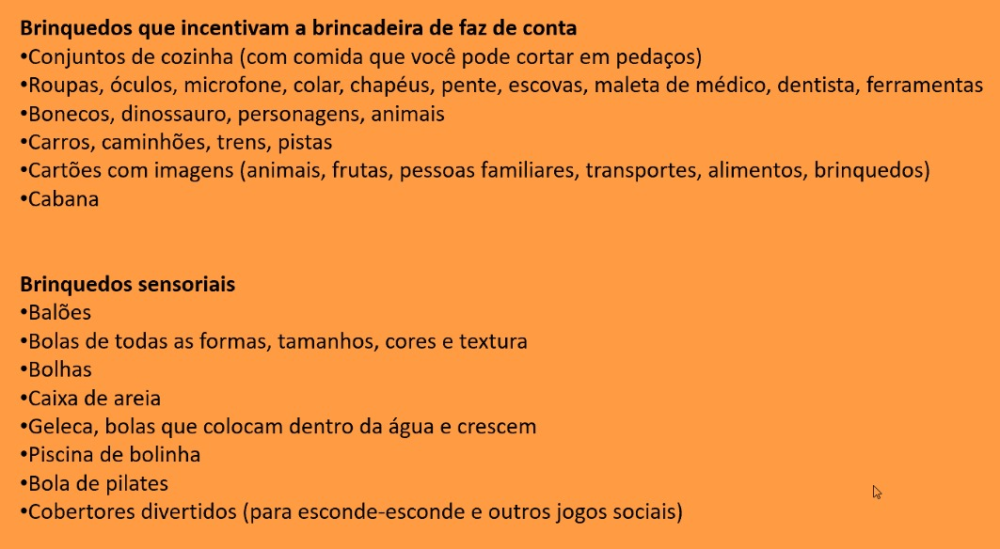 Brinquedos que incentivam a brincadeira de faz de conta
•Conjuntos de cozinha (com comida que você pode cortar em pedaços)
•Roupas, óculos, microfone, colar, chapéus, pente, escovas, maleta de médico, dentista, ferramentas
•Bonecos, dinossauro, personagens, animais
•Carros, caminhões, trens, pistas
•Cartões com imagens (animais, frutas, pessoas familiares, transportes, alimentos, brinquedos)
•Cabana
Brinquedos sensoriais
•Balões
•Bolas de todas as formas, tamanhos, cores e textura
•Bolhas
•Caixa de areia
•Geleca, bolas que colocam dentro da água e crescem
•Piscina de bolinha
•Bola de pilates
•Cobertores divertidos (para esconde-esconde e outros jogos sociais)